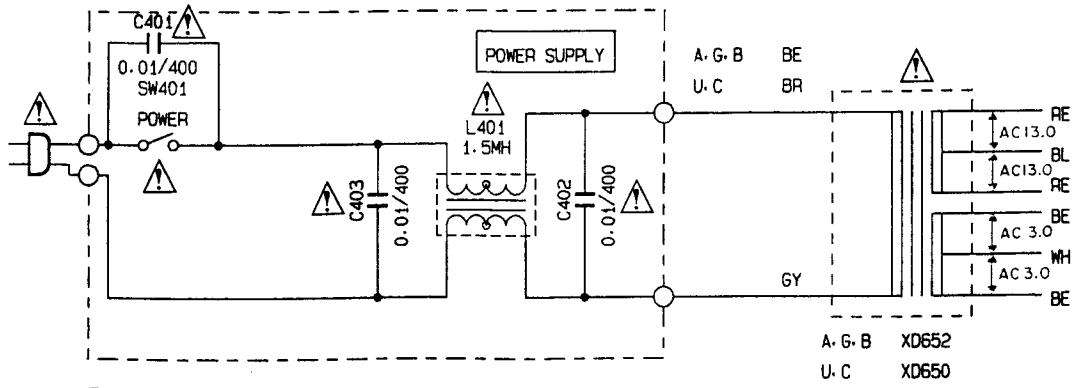 C401
0.01/400
SW401
POWER
POWER SUPPLY
L401
1.5MH
C403
0.01/400
C402
0.01/400
A.G.B BE
U.C BR
GY
AC13.0
AC13.0
AC 3.0
AC 3.0
RE
BL
RE
BE
WH
BE
A.G.B XD652
U.C XD650